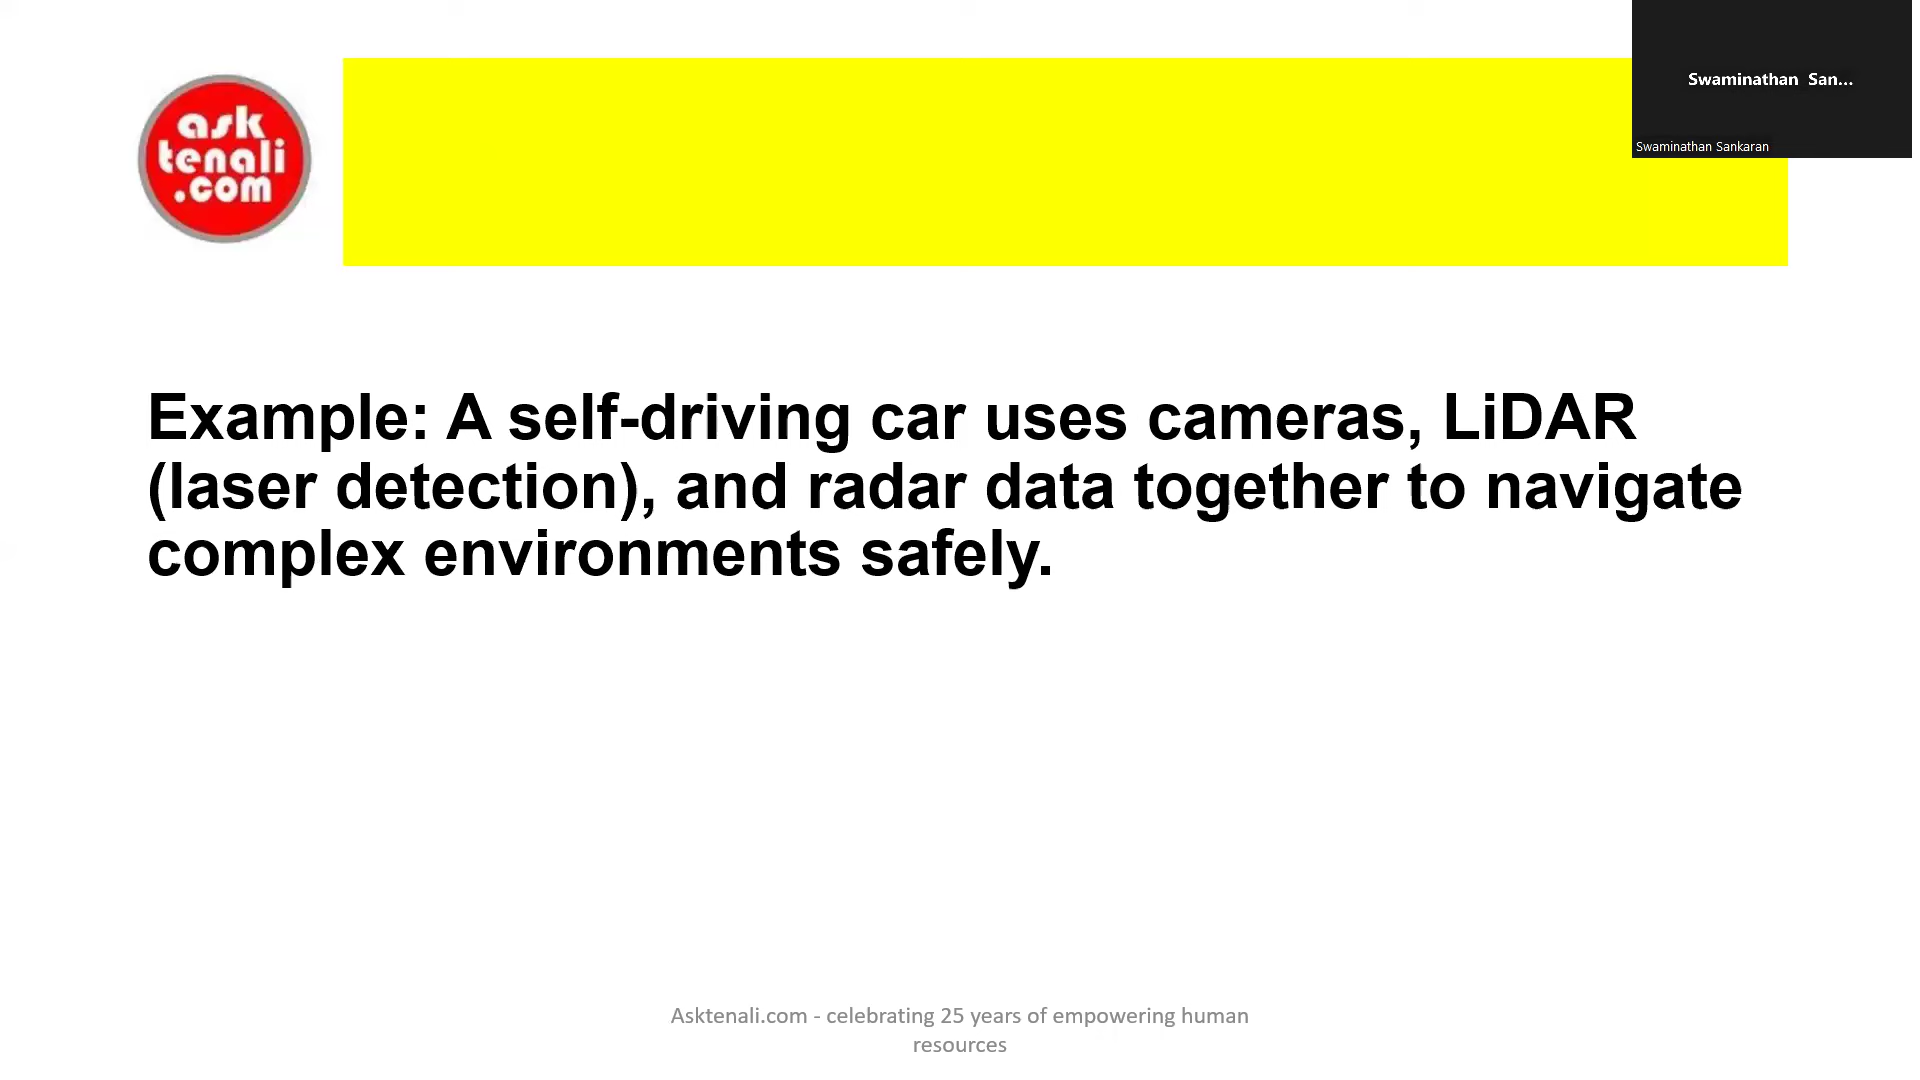 ask
tenali
.com
Swaminathan San...
Swaminathan Sankaran
Example: A self-driving car uses cameras, LiDAR
(laser detection), and radar data together to navigate
complex environments safely.
Asktenali.com - celebrating 25 years of empowering human
resources